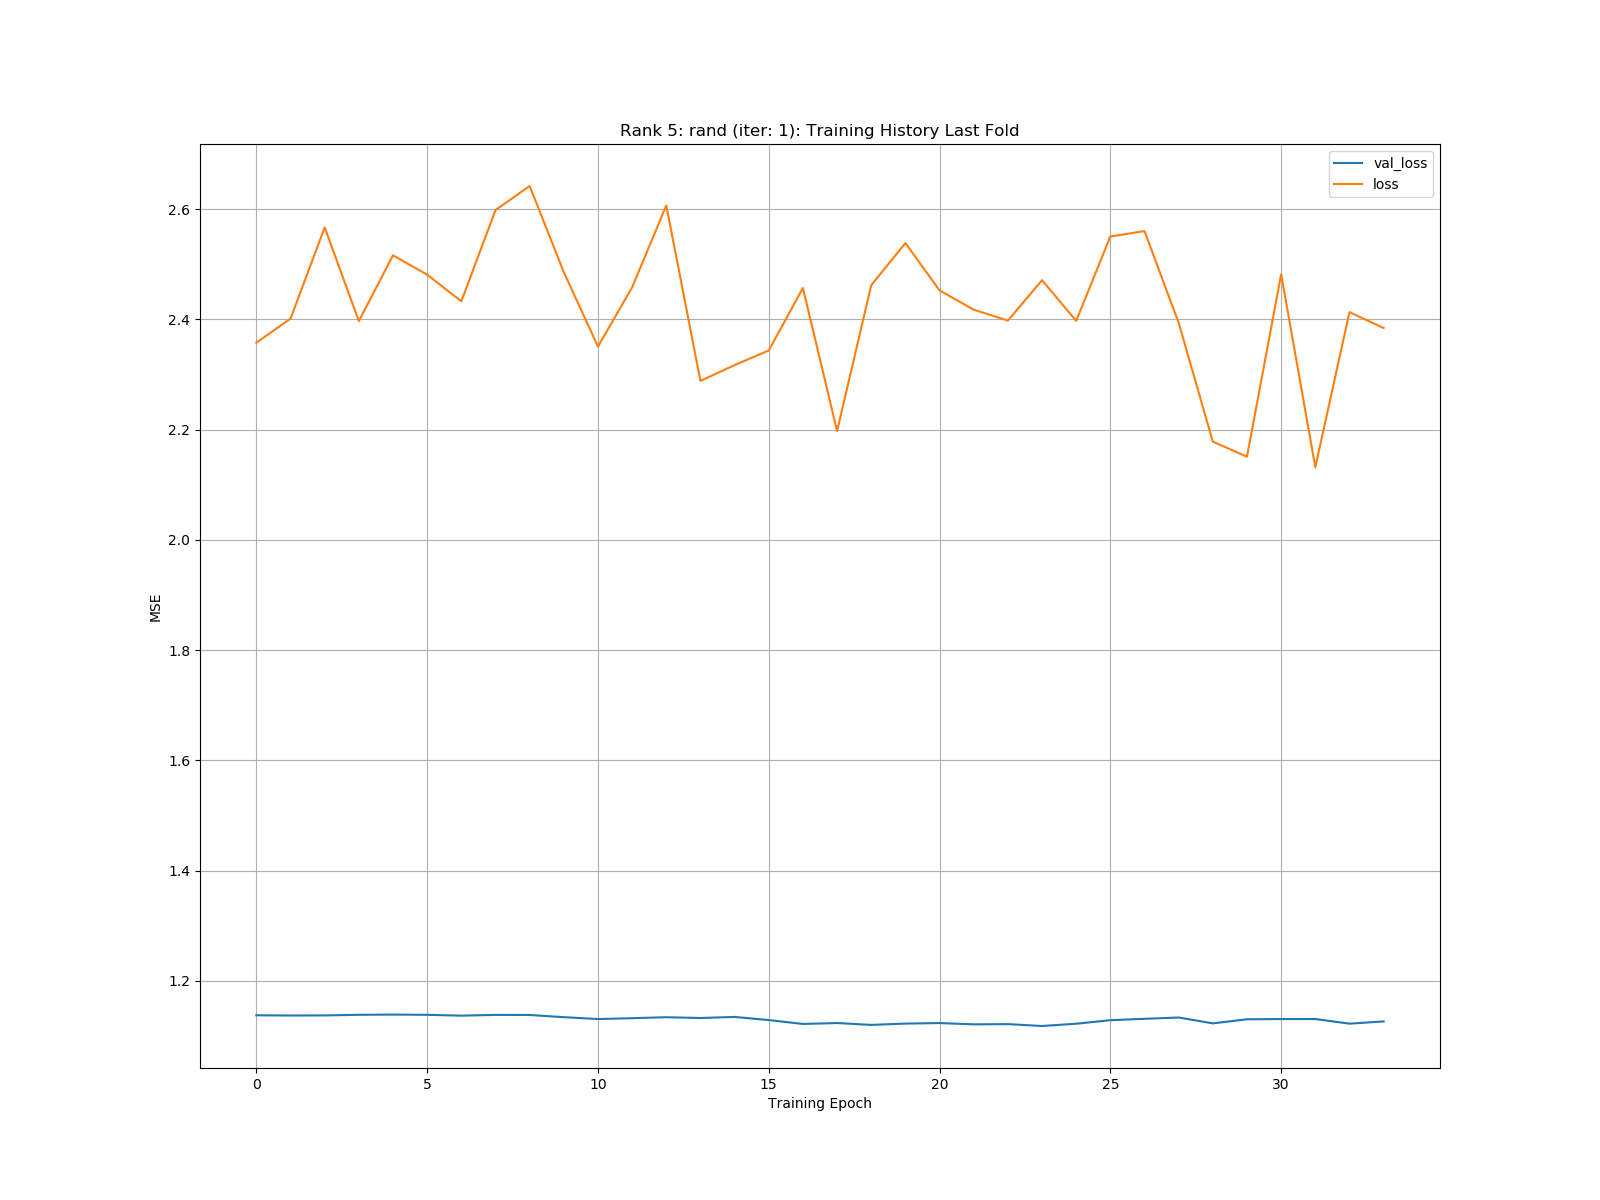 Rank 5: rand (iter: 1): Training History Last Fold
val_loss
loss
2.6
2.4
2.2
2.0
1.8
1.6
1.4
1.2
MSE
0 5 10 15 20 25 30
Training Epoch